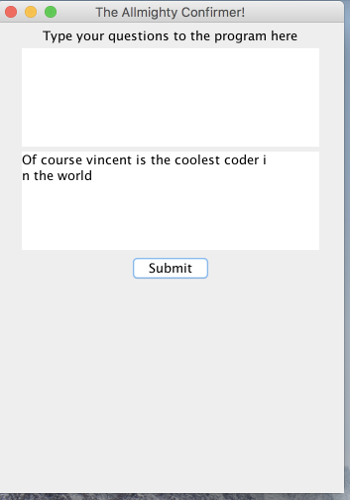 The Allmighty Confirmer!
Type your questions to the program here
Of course vincent is the coolest coder i
n the world
Submit